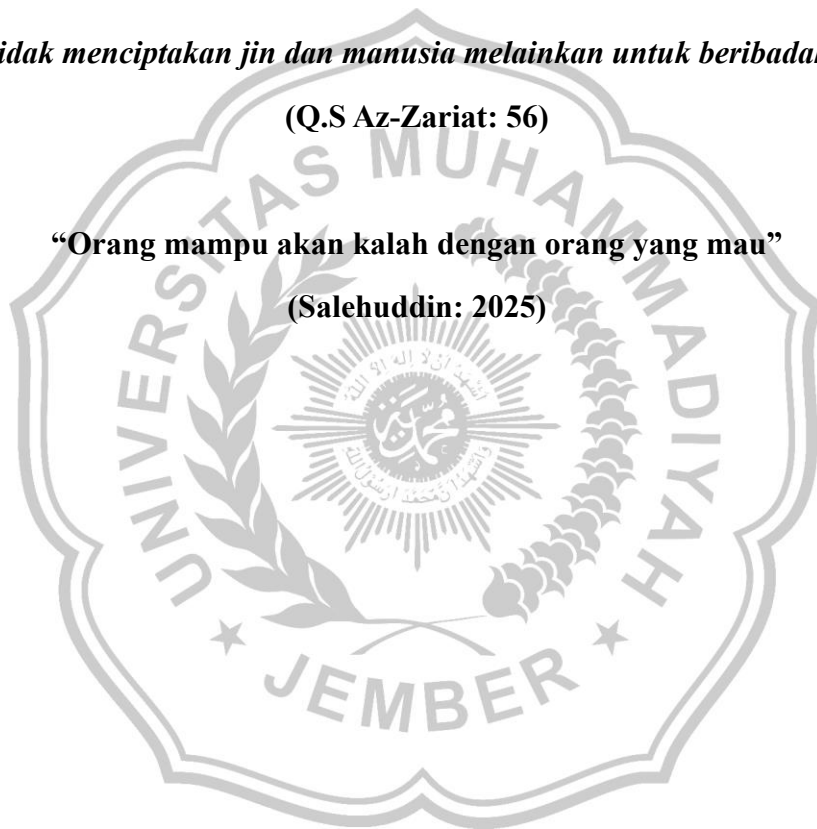 idak menciptakan jin dan manusia melainkan untuk beribadah
(Q.S Az-Zariat: 56)
“Orang mampu akan kalah dengan orang yang mau”
(Salehuddin: 2025)
UNIVERSITAS MUHAMMADIYAH
JEMBER